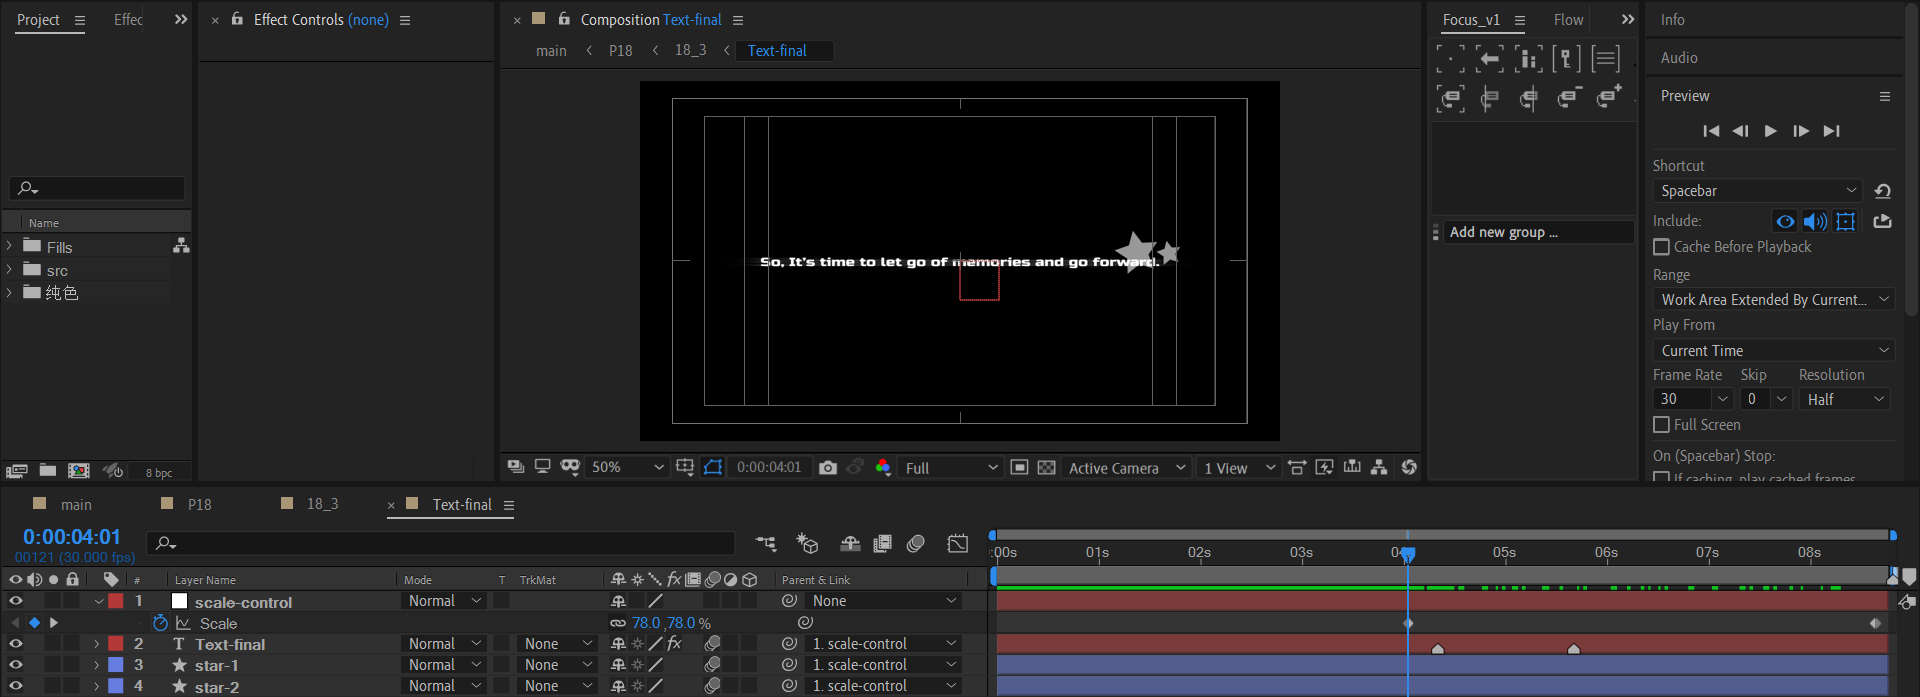 Project
Effec
Effect Controls (none)
Composition Text-final
main < P18 < 18_3 < Text-final
Focus_v1
Flow
Info
Audio
Preview
Shortcut
Spacebar
Include:
Cache Before Playback
Range
Work Area Extended By Current...
Play From
Current Time
Frame Rate Skip Resolution
30 0 Half
Full Screen
On (Spacebar) Stop:
If caching, play cached frames
Add new group ...
Name
Fills
src
纯色
8 bpc
So, It's time to let go of memories and go forward.
50%
0:00:04:01
Full
Active Camera
1 View
main
P18
18_3
Text-final
0:00:04:01
00121 (30.000 fps)
:00s 01s 02s 03s 04 05s 06s 07s 08s
# Layer Name Mode T TrkMat Parent & Link
1 scale-control Normal None
Scale 78.0,78.0 %
2 T Text-final Normal None fx 1. scale-control
3 star-1 Normal None 1. scale-control
4 star-2 Normal None 1. scale-control